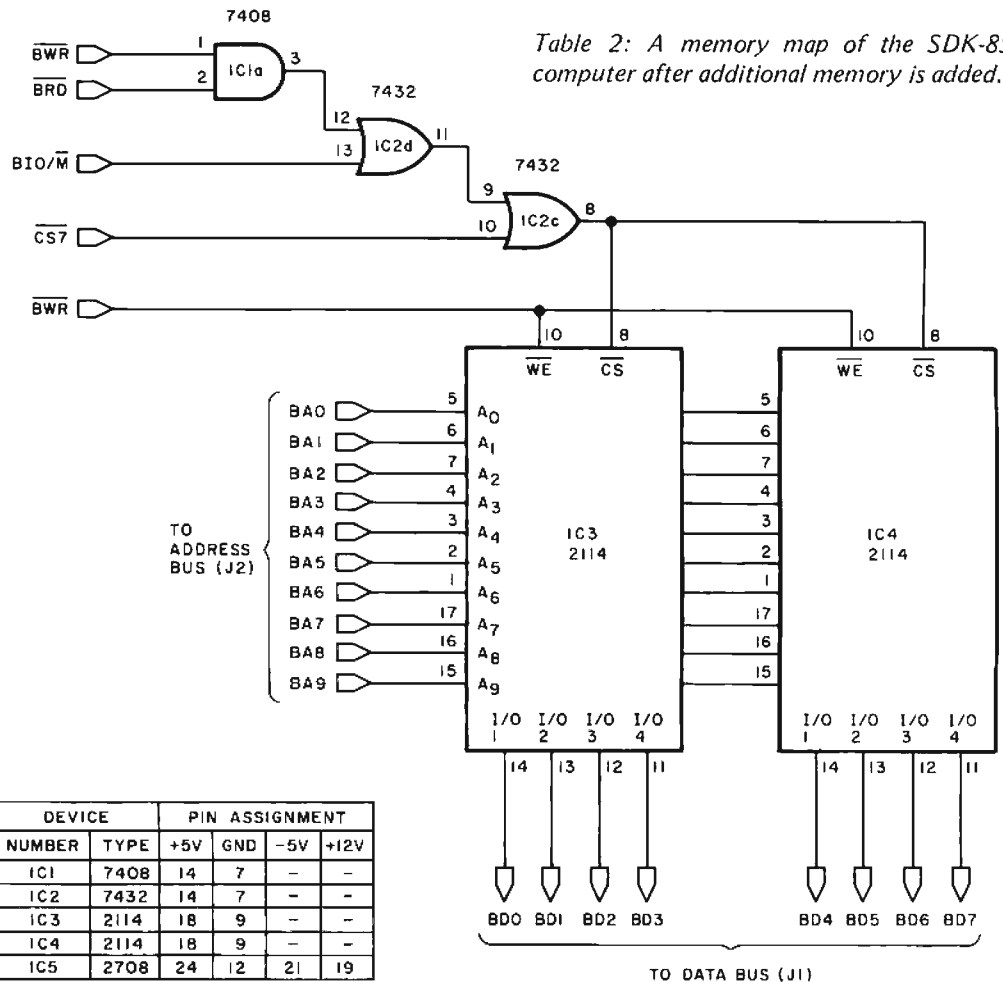 7408
Table 2: A memory map of the SDK-85
computer after additional memory is added.
BWR 1
BRD 2
IC1a 3
7432
12
BIO/M 13
IC2d 11
7432
9
CS7 10
IC2c 8
BWR
10 8 10 8
WE CS WE CS
TO
ADDRESS
BUS (J2)
BA0 5 A0 5
BA1 6 A1 6
BA2 7 A2 7
BA3 4 A3 4
BA4 3 A4 3
BA5 2 A5 2
BA6 1 A6 1
BA7 17 A7 17
BA8 16 A8 16
BA9 15 A9 15
IC3
2114
IC4
2114
I/O I/O I/O I/O I/O I/O I/O I/O
1 2 3 4 1 2 3 4
14 13 12 11 14 13 12 11
BD0 BD1 BD2 BD3 BD4 BD5 BD6 BD7
TO DATA BUS (J1)
DEVICE PIN ASSIGNMENT
NUMBER TYPE +5V GND -5V +12V
IC1 7408 14 7 - -
IC2 7432 14 7 - -
IC3 2114 18 9 - -
IC4 2114 18 9 - -
IC5 2708 24 12 21 19